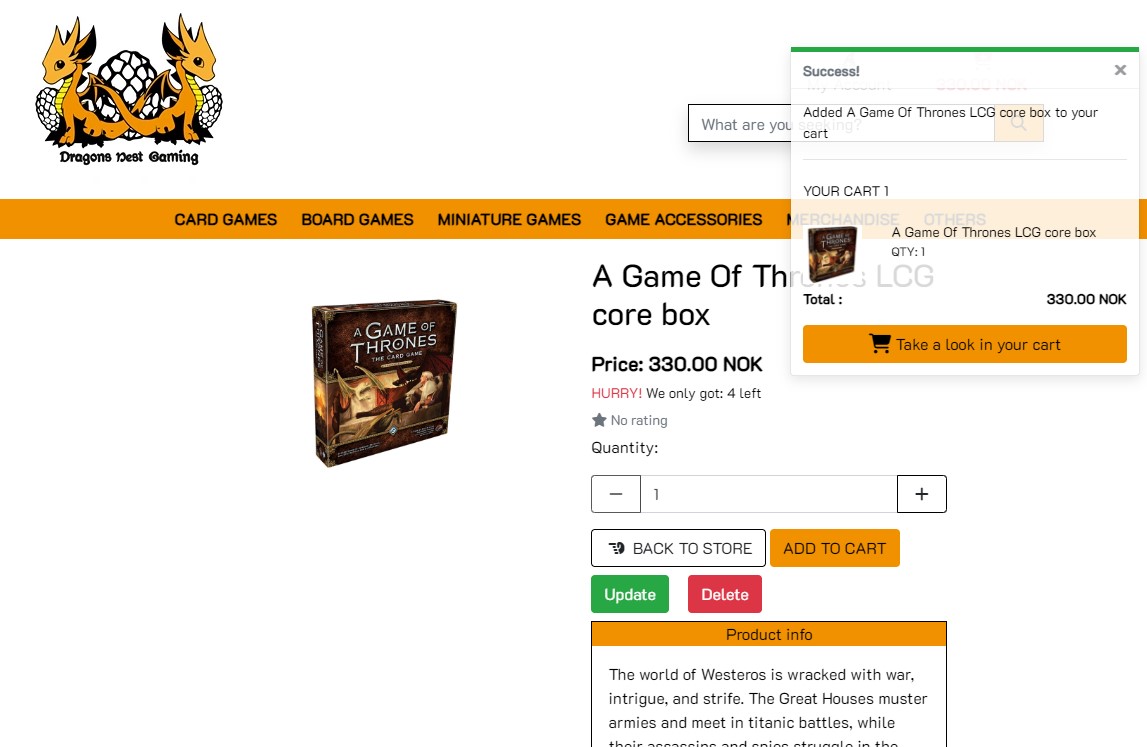 Dragons Nest Gaming
My Account
330.00 NOK
What are you seeking?
CARD GAMES BOARD GAMES MINIATURE GAMES GAME ACCESSORIES MERCHANDISE OTHERS
Success!
Added A Game Of Thrones LCG core box to your
cart
YOUR CART 1
A Game Of Thrones LCG core box
QTY: 1
Total : 330.00 NOK
Take a look in your cart
A GAME OF
THRONES
THE CARD GAME
A Game Of Thrones LCG
core box
Price: 330.00 NOK
HURRY! We only got: 4 left
No rating
Quantity:
1
BACK TO STORE ADD TO CART
Update Delete
Product info
The world of Westeros is wracked with war,
intrigue, and strife. The Great Houses muster
armies and meet in titanic battles, while
their assassins and spies struggle in the